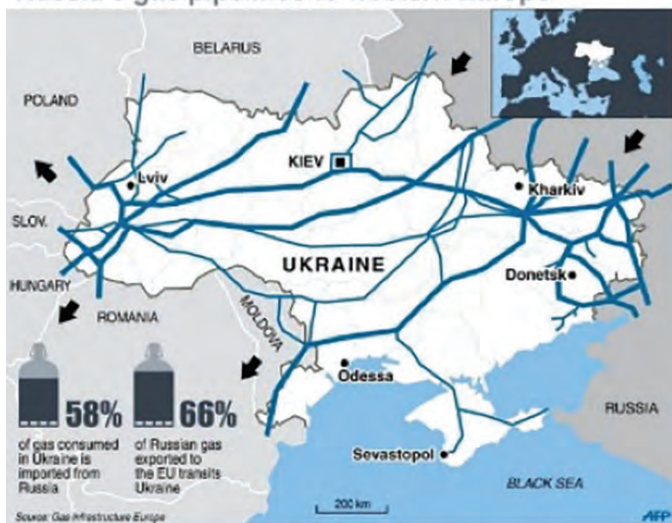 BELARUS
POLAND
KIEV
Lviv
Kharkiv
SLOV.
UKRAINE
HUNGARY
Donetsk
ROMANIA
MOLDOVA
Odessa
RUSSIA
58%
of gas consumed
in Ukraine is
imported from
Russia
66%
of Russian gas
exported to
the EU transits
Ukraine
Sevastopol
BLACK SEA
200 km
Source: Gas Infrastructure Europe
AFP